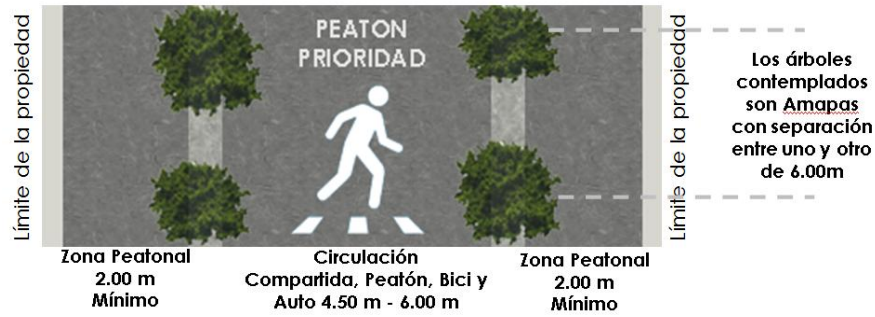 Límite de la propiedad
PEATON
PRIORIDAD
Límite de la propiedad
Los árboles
contemplados
son Amapas
con separación
entre uno y otro
de 6.00m
Zona Peatonal
2.00 m
Mínimo
Circulación
Compartida, Peatón, Bici y
Auto 4.50 m - 6.00 m
Zona Peatonal
2.00 m
Mínimo